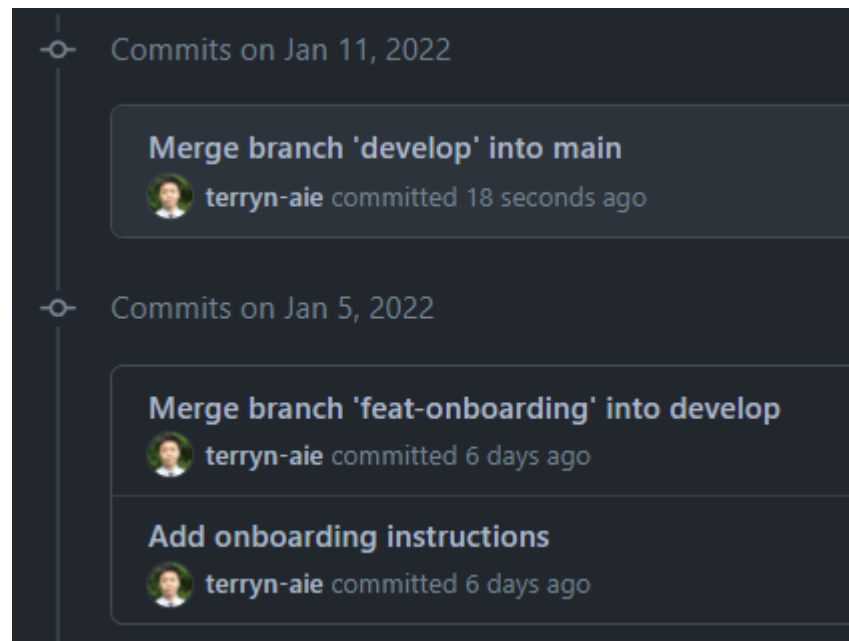 Commits on Jan 11, 2022
Merge branch 'develop' into main
terryn-aie committed 18 seconds ago
Commits on Jan 5, 2022
Merge branch 'feat-onboarding' into develop
terryn-aie committed 6 days ago
Add onboarding instructions
terryn-aie committed 6 days ago